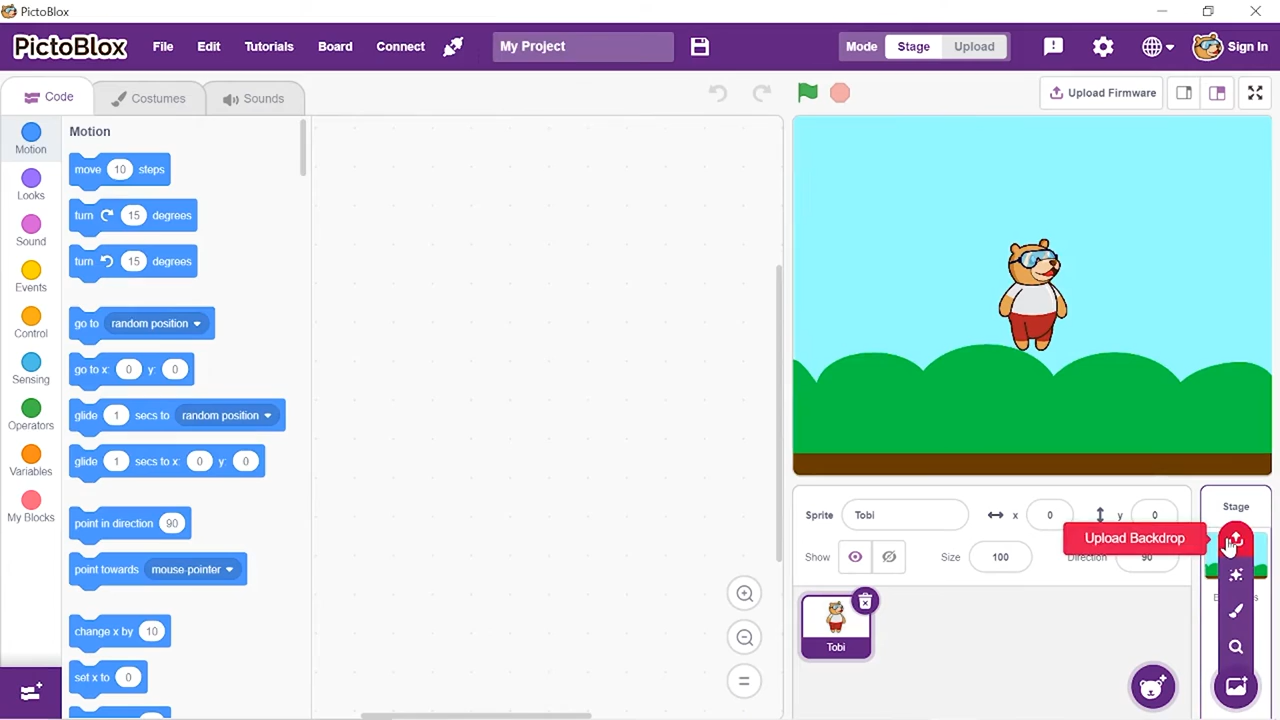 PictoBlox
PictoBlox File Edit Tutorials Board Connect My Project Mode Stage Upload Sign In
Code Costumes Sounds Upload Firmware
Motion
Looks
Sound
Events
Control
Sensing
Operators
Variables
My Blocks
Motion
move 10 steps
turn 15 degrees
turn 15 degrees
go to random position
go to x: 0 y: 0
glide 1 secs to random position
glide 1 secs to x: 0 y: 0
point in direction 90
point towards mouse-pointer
change x by 10
set x to 0
Sprite Tobi x 0 y 0
Show Size 100 Direction 90
Tobi
Stage
Upload Backdrop